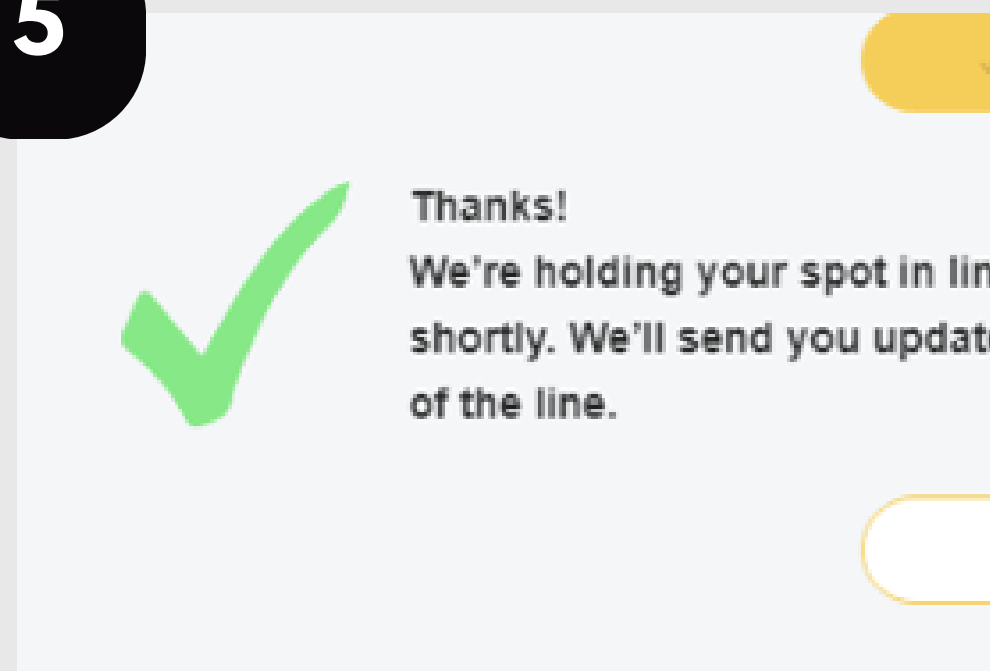 5
Thanks!
We're holding your spot in
shortly. We'll send you
of the line.